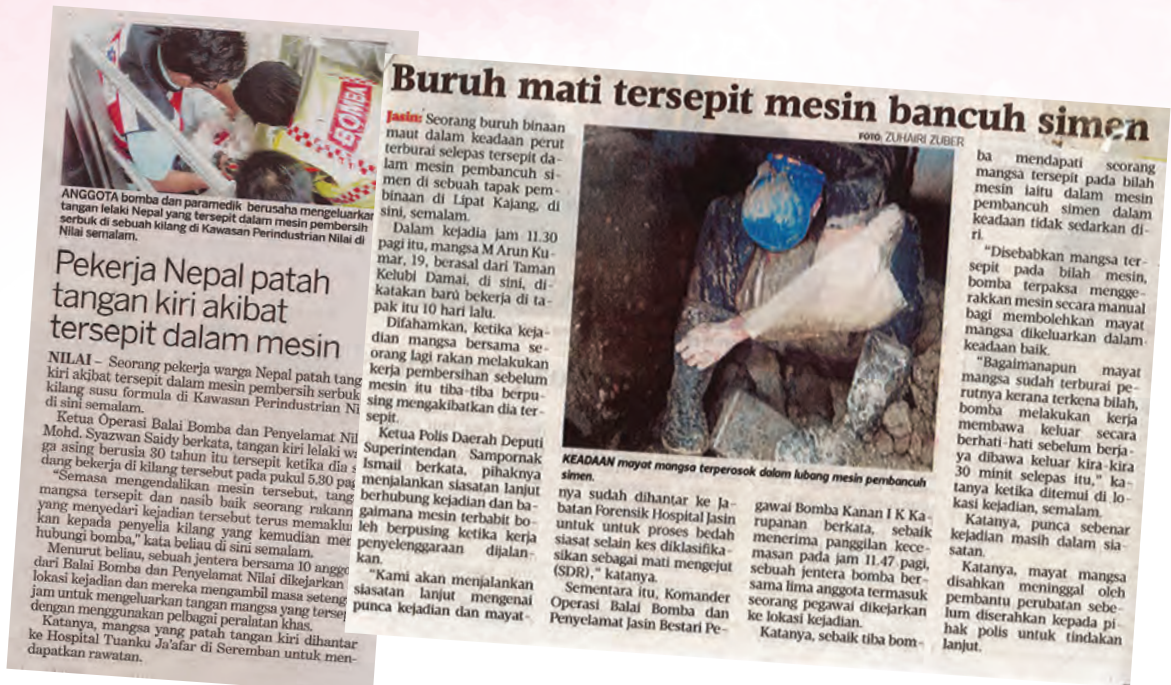 BOMBA
ANGGOTA bomba dan paramedik berusaha mengeluarkan
tangan lelaki Nepal yang tersepit dalam mesin pembersih
serbuk di sebuah kilang di Kawasan Perindustrian Nilai di
Nilai semalam.
Pekerja Nepal patah
tangan kiri akibat
tersepit dalam mesin
NILAI – Seorang pekerja warga Nepal patah tang
kiri akibat tersepit dalam mesin pembersih serbuk
kilang susu formula di Kawasan Perindustrian Ni
di sini semalam.
Ketua Operasi Balai Bomba dan Penyelamat Nil
Mohd. Syazwan Saidy berkata, tangan kiri lelaki wa
ga asing berusia 30 tahun itu tersepit ketika dia s
dang bekerja di kilang tersebut pada pukul 5.30 pag
"Semasa mengendalikan mesin tersebut, tang
mangsa tersepit dan nasib baik seorang rakann
yang menyedari kejadian tersebut terus memaklu
kan kepada penyelia kilang yang kemudian men
hubungi bomba," kata beliau di sini semalam.
Menurut beliau, sebuah jentera bersama 10 anggo
dari Balai Bomba dan Penyelamat Nilai dikejarkan
lokasi kejadian dan mereka mengambil masa seteng
jam untuk mengeluarkan tangan mangsa yang tersep
dengan menggunakan pelbagai peralatan khas.
Katanya, mangsa yang patah tangan kiri dihantar
ke Hospital Tuanku Ja'afar di Seremban untuk men-
dapatkan rawatan.
Buruh mati tersepit mesin bancuh simen
FOTO: ZUHAIRI ZUBER
Jasin: Seorang buruh binaan
maut dalam keadaan perut
terburai selepas tersepit da-
lam mesin pembancuh si-
men di sebuah tapak pem-
binaan di Lipat Kajang, di
sini, semalam.
Dalam kejadia jam 11.30
pagi itu, mangsa M Arun Ku-
mar, 19, berasal dari Taman
Kelubi Damai, di sini, di-
katakan baru bekerja di ta-
pak itu 10 hari lalu.
Difahamkan, ketika keja-
dian mangsa bersama se-
orang lagi rakan melakukan
kerja pembersihan sebelum
mesin itu tiba-tiba berpu-
sing mengakibatkan dia ter-
sepit.
Ketua Polis Daerah Deputi
Superintendan Sampornak
Ismail berkata, pihaknya
menjalankan siasatan lanjut
berhubung kejadian dan ba-
gaimana mesin terbabit bo-
leh berpusing ketika kerja
penyelenggaraan dijalan-
kan.
"Kami akan menjalankan
siasatan lanjut mengenai
punca kejadian dan mayat-
KEADAAN mayat mangsa terperosok dalam lubang mesin pembancuh
simen.
nya sudah dihantar ke Ja-
batan Forensik Hospital Jasin
untuk untuk proses bedah
siasat selain kes diklasifika-
sikan sebagai mati mengejut
(SDR)," Katanya.
Sementara itu, Komander
Operasi Balai Bomba dan
Penyelamat Jasin Bestari Pe-
gawai Bomba Kanan I K Ka-
rupanan berkata, sebaik
menerima panggilan kece-
masan pada jam 11.47 pagi,
sebuah jentera bomba ber-
sama lima anggota termasuk
seorang pegawai dikejarkan
ke lokasi kejadian.
Katanya, sebaik tiba bom-
ba mendapati seorang
mangsa tersepit pada bilah
mesin iaitu dalam mesin
pembancuh simen dalam
keadaan tidak sedarkan di-
ri.
"Disebabkan mangsa ter-
sepit pada bilah mesin,
bomba terpaksa mengge-
rakkan mesin secara manual
bagi membolehkan mayat
mangsa dikeluarkan dalam
keadaan baik.
"Bagaimanapun mayat
mangsa sudah terburai pe-
rutnya kerana terkena bilah,
bomba melakukan kerja
membawa keluar secara
berhati-hati sebelum berja-
ya dibawa keluar kira-kira
30 minit selepas itu," ka-
tanya ketika ditemui di lo-
kasi kejadian, semalam.
Katanya, punca sebenar
kejadian masih dalam sia-
satan.
Katanya, mayat mangsa
disahkan meninggal oleh
pembantu perubatan sebe-
lum diserahkan kepada pi-
hak polis untuk tindakan
lanjut.